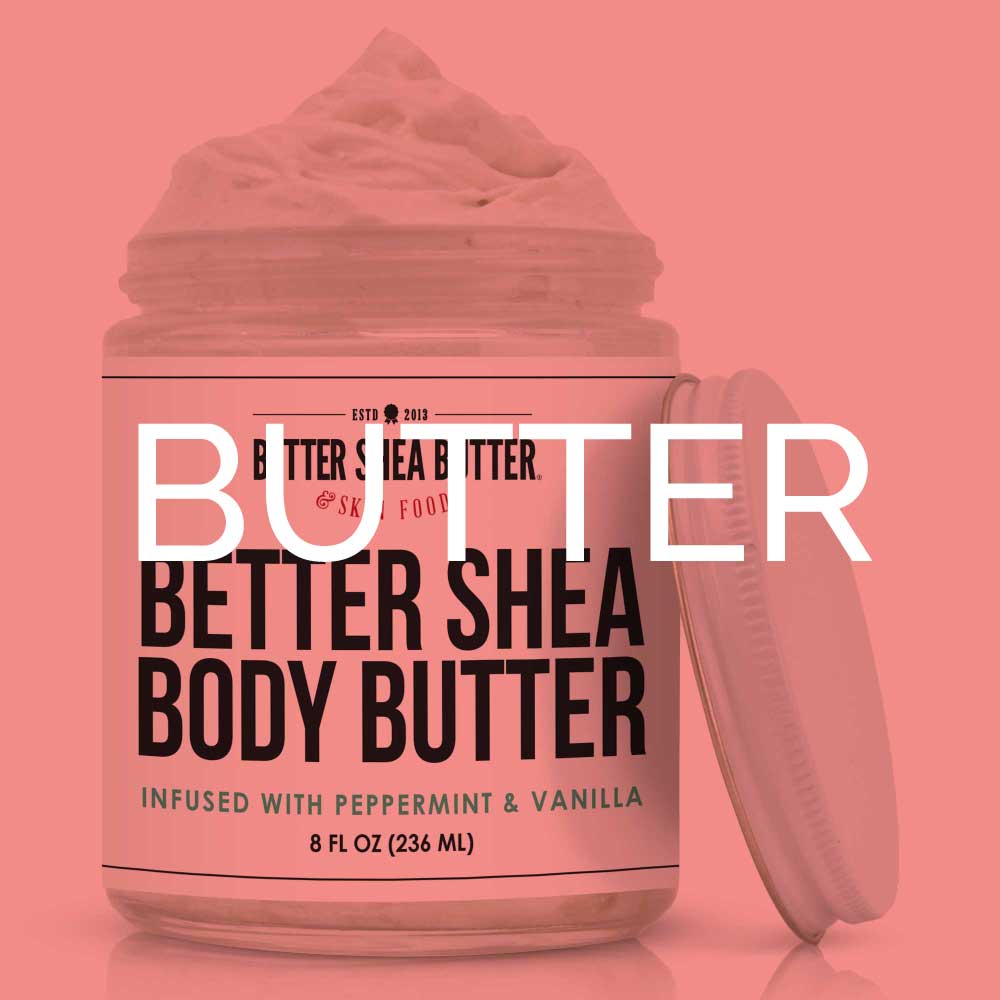 ESTD 2013
BUTTER
BETTER SHEA BUTTER®
& SKIN FOOD
BETTER SHEA
BODY BUTTER
INFUSED WITH PEPPERMINT & VANILLA
8 FL OZ (236 ML)